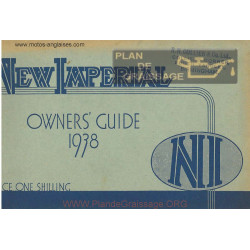 www.motos-anglaises.com
PLAN
DE
GRAISSAGE
NEW IMPERIAL
OWNERS' GUIDE
1938
NI
CE ONE SHILLING
www.PlandeGraissage.ORG